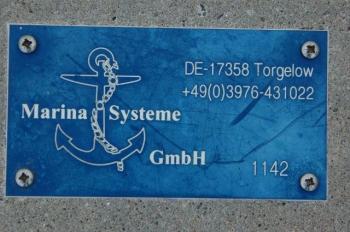 DE-17358 Torgelow
+49(0)3976-431022
Marina Systeme
GmbH
1142